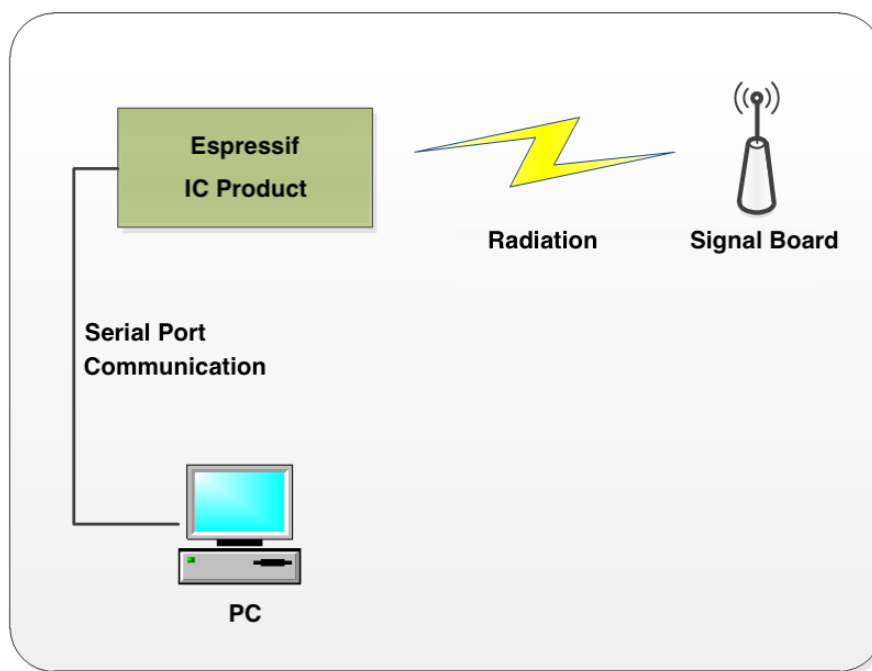 Espressif
IC Product
Radiation
Signal Board
Serial Port
Communication
PC